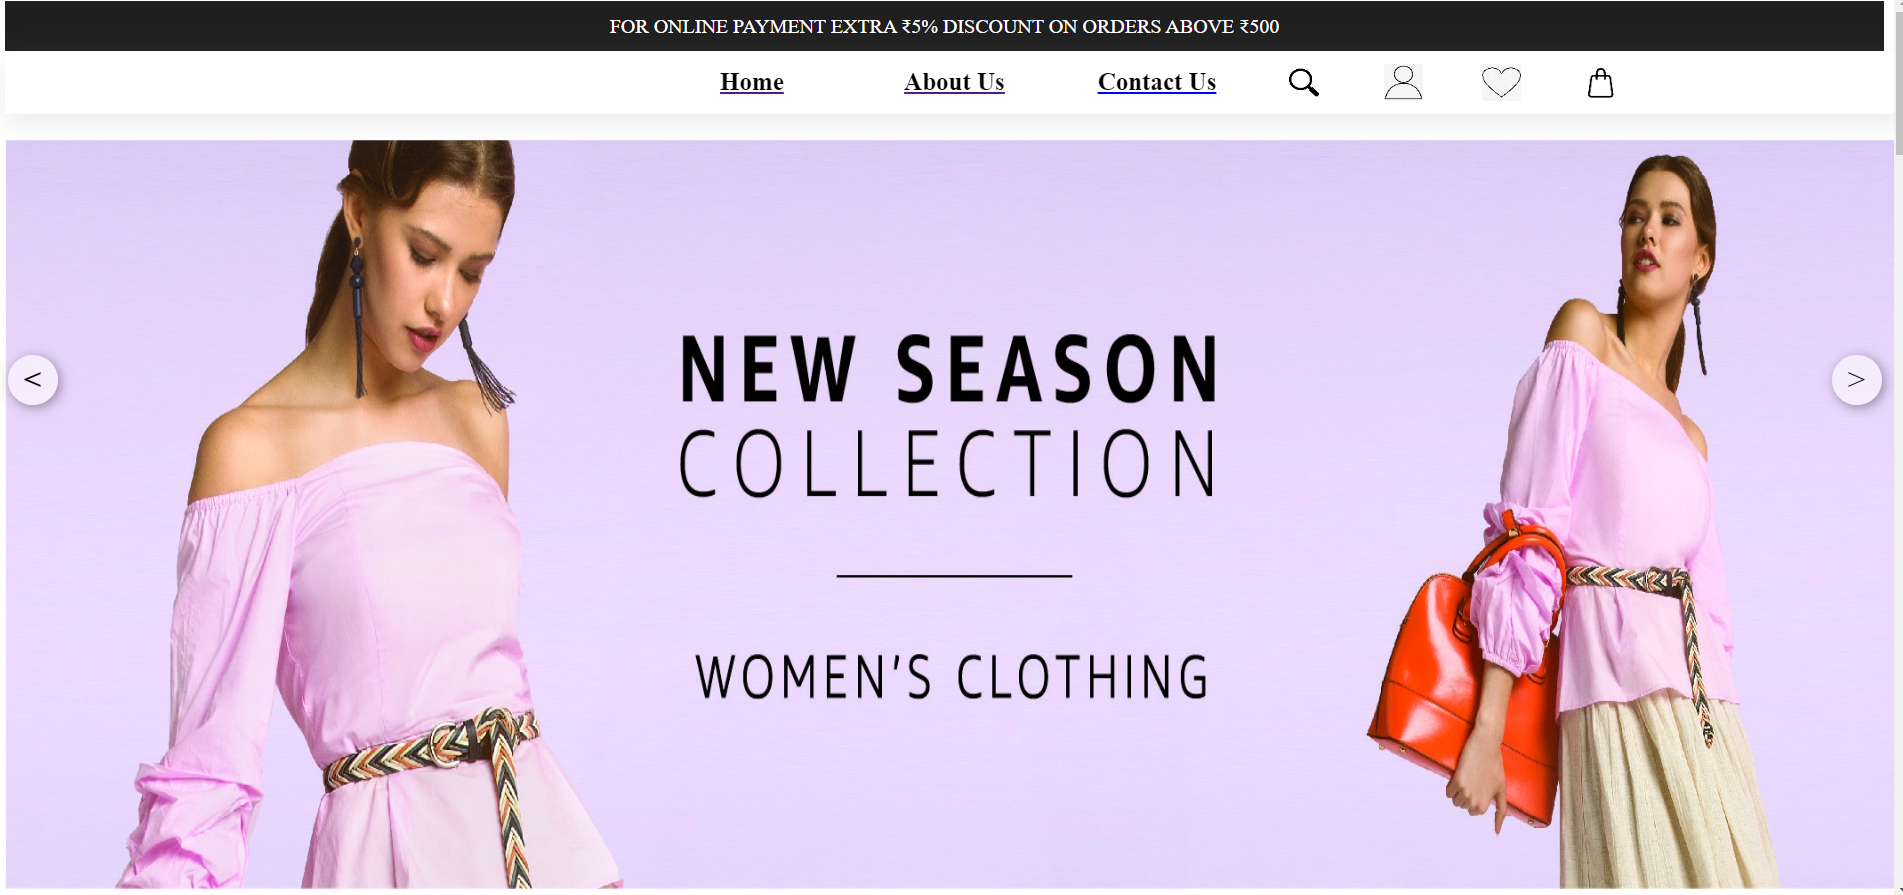 FOR ONLINE PAYMENT EXTRA ₹5% DISCOUNT ON ORDERS ABOVE ₹500
Home About Us Contact Us
NEW SEASON
COLLECTION
< >
WOMEN'S CLOTHING